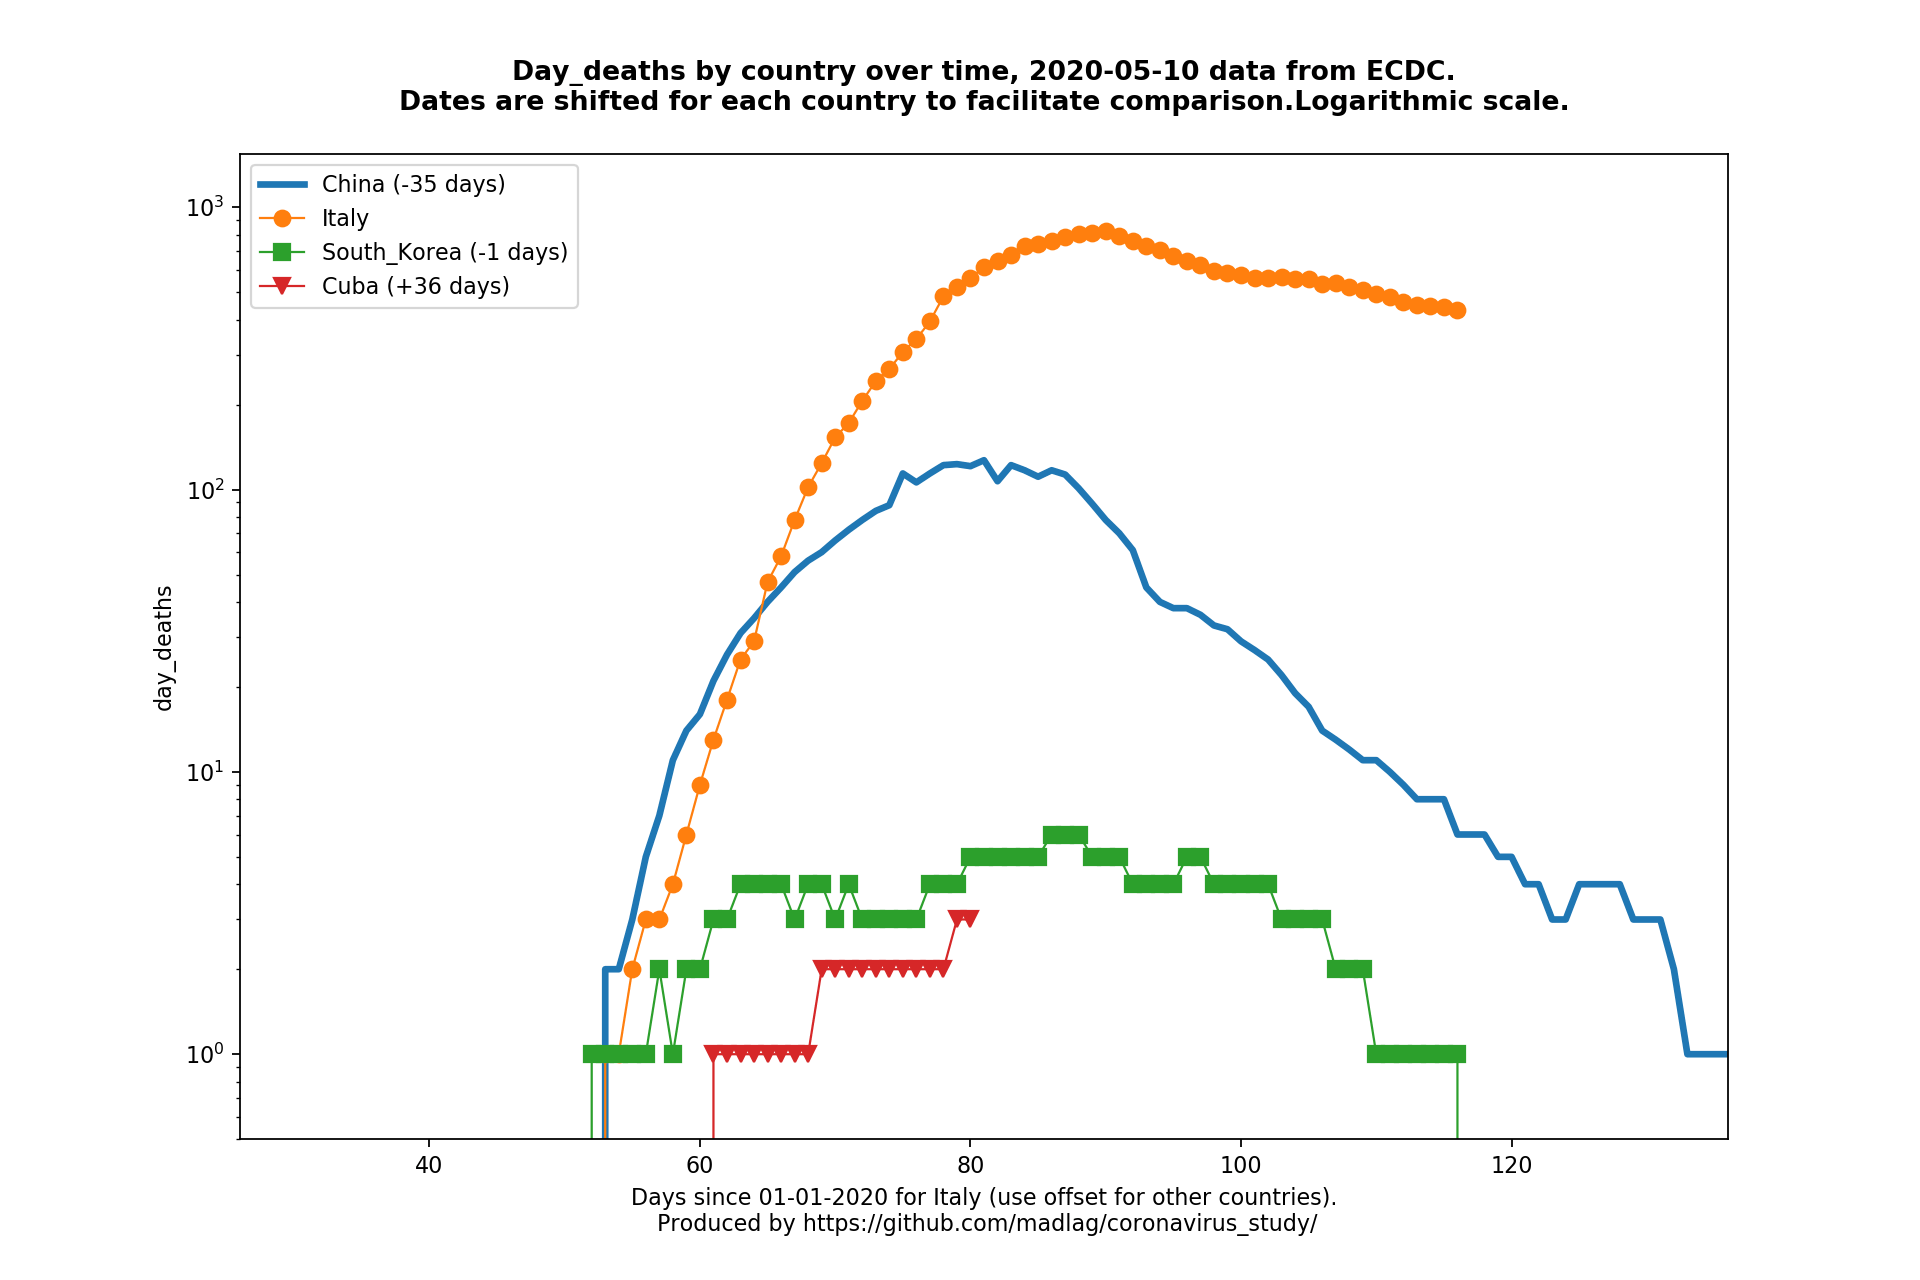 Day_deaths by country over time, 2020-05-10 data from ECDC.
Dates are shifted for each country to facilitate comparison.Logarithmic scale.
China (-35 days)
Italy
South_Korea (-1 days)
Cuba (+36 days)
10³
10²
10¹
10⁰
day_deaths
40 60 80 100 120
Days since 01-01-2020 for Italy (use offset for other countries).
Produced by https://github.com/madlag/coronavirus_study/